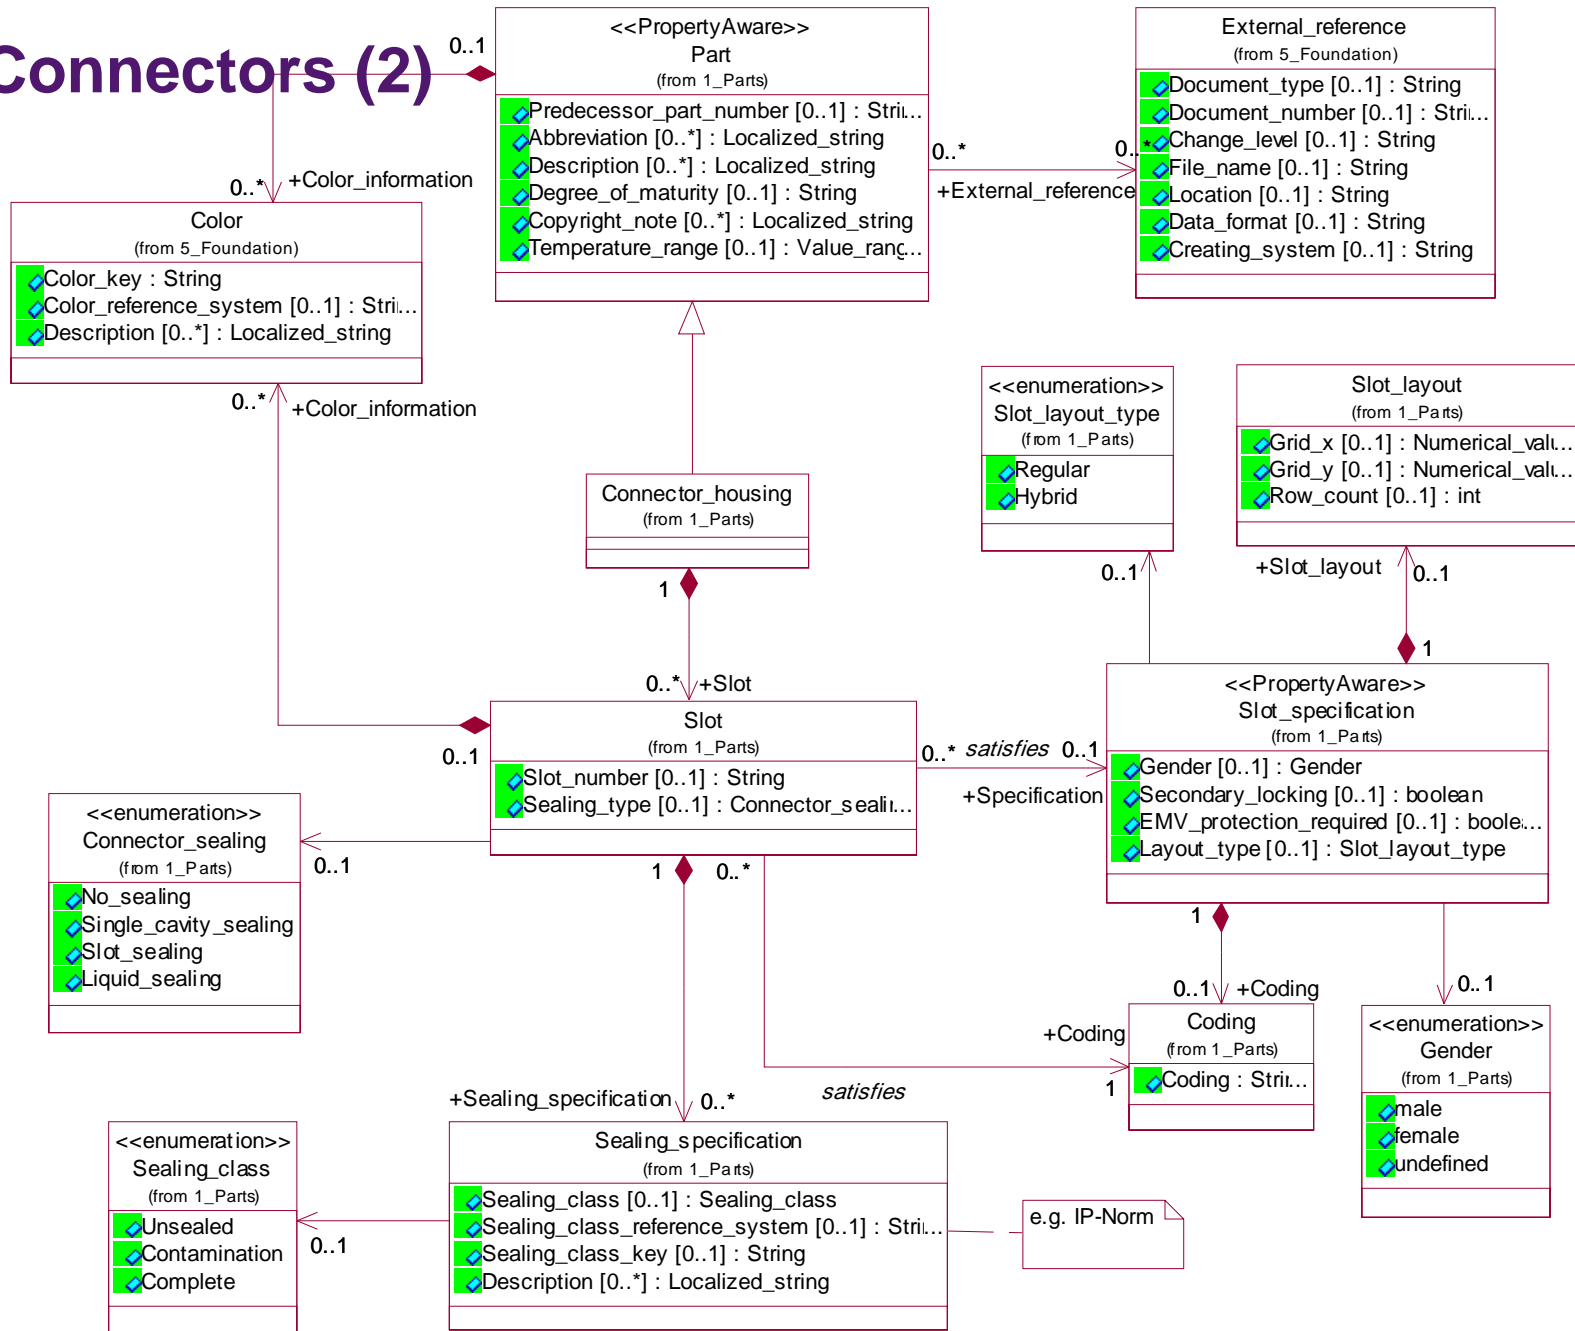 Connectors (2)
0..1
<<PropertyAware>>
Part
(from 1_Parts)
Predecessor_part_number [0..1] : Stri...
Abbreviation [0..*] : Localized_string
Description [0..*] : Localized_string
Degree_of_maturity [0..1] : String
Copyright_note [0..*] : Localized_string
Temperature_range [0..1] : Value_rang...
External_reference
(from 5_Foundation)
Document_type [0..1] : String
Document_number [0..1] : Stri...
Change_level [0..1] : String
File_name [0..1] : String
Location [0..1] : String
Data_format [0..1] : String
Creating_system [0..1] : String
0..*
0..*
+External_reference
0..*
+Color_information
Color
(from 5_Foundation)
Color_key : String
Color_reference_system [0..1] : Stri...
Description [0..*] : Localized_string
0..*
+Color_information
<<enumeration>>
Slot_layout_type
(from 1_Parts)
Regular
Hybrid
Slot_layout
(from 1_Parts)
Grid_x [0..1] : Numerical_valu...
Grid_y [0..1] : Numerical_valu...
Row_count [0..1] : int
Connector_housing
(from 1_Parts)
1
0..1
+Slot_layout
0..1
1
0..*
+Slot
0..1
Slot
(from 1_Parts)
Slot_number [0..1] : String
Sealing_type [0..1] : Connector_sealin...
0..*
satisfies
0..1
+Specification
<<PropertyAware>>
Slot_specification
(from 1_Parts)
Gender [0..1] : Gender
Secondary_locking [0..1] : boolean
EMV_protection_required [0..1] : boolea...
Layout_type [0..1] : Slot_layout_type
<<enumeration>>
Connector_sealing
(from 1_Parts)
No_sealing
Single_cavity_sealing
Slot_sealing
Liquid_sealing
0..1
1
0..*
1
0..1
+Coding
0..1
+Coding
1
Coding
(from 1_Parts)
Coding : Strin...
<<enumeration>>
Gender
(from 1_Parts)
male
female
undefined
+Sealing_specification
0..*
satisfies
<<enumeration>>
Sealing_class
(from 1_Parts)
Unsealed
Contamination
Complete
0..1
Sealing_specification
(from 1_Parts)
Sealing_class [0..1] : Sealing_class
Sealing_class_reference_system [0..1] : Strin...
Sealing_class_key [0..1] : String
Description [0..*] : Localized_string
e.g. IP-Norm